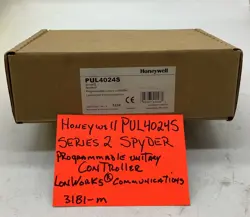 Honeywell
PUL4024S
Honeywell PUL4024S
SERIES 2 SPYDER
PROGRAMMABLE UNITARY
CONTROLLER
LONWORKS® COMMUNICATIONS
3181-M